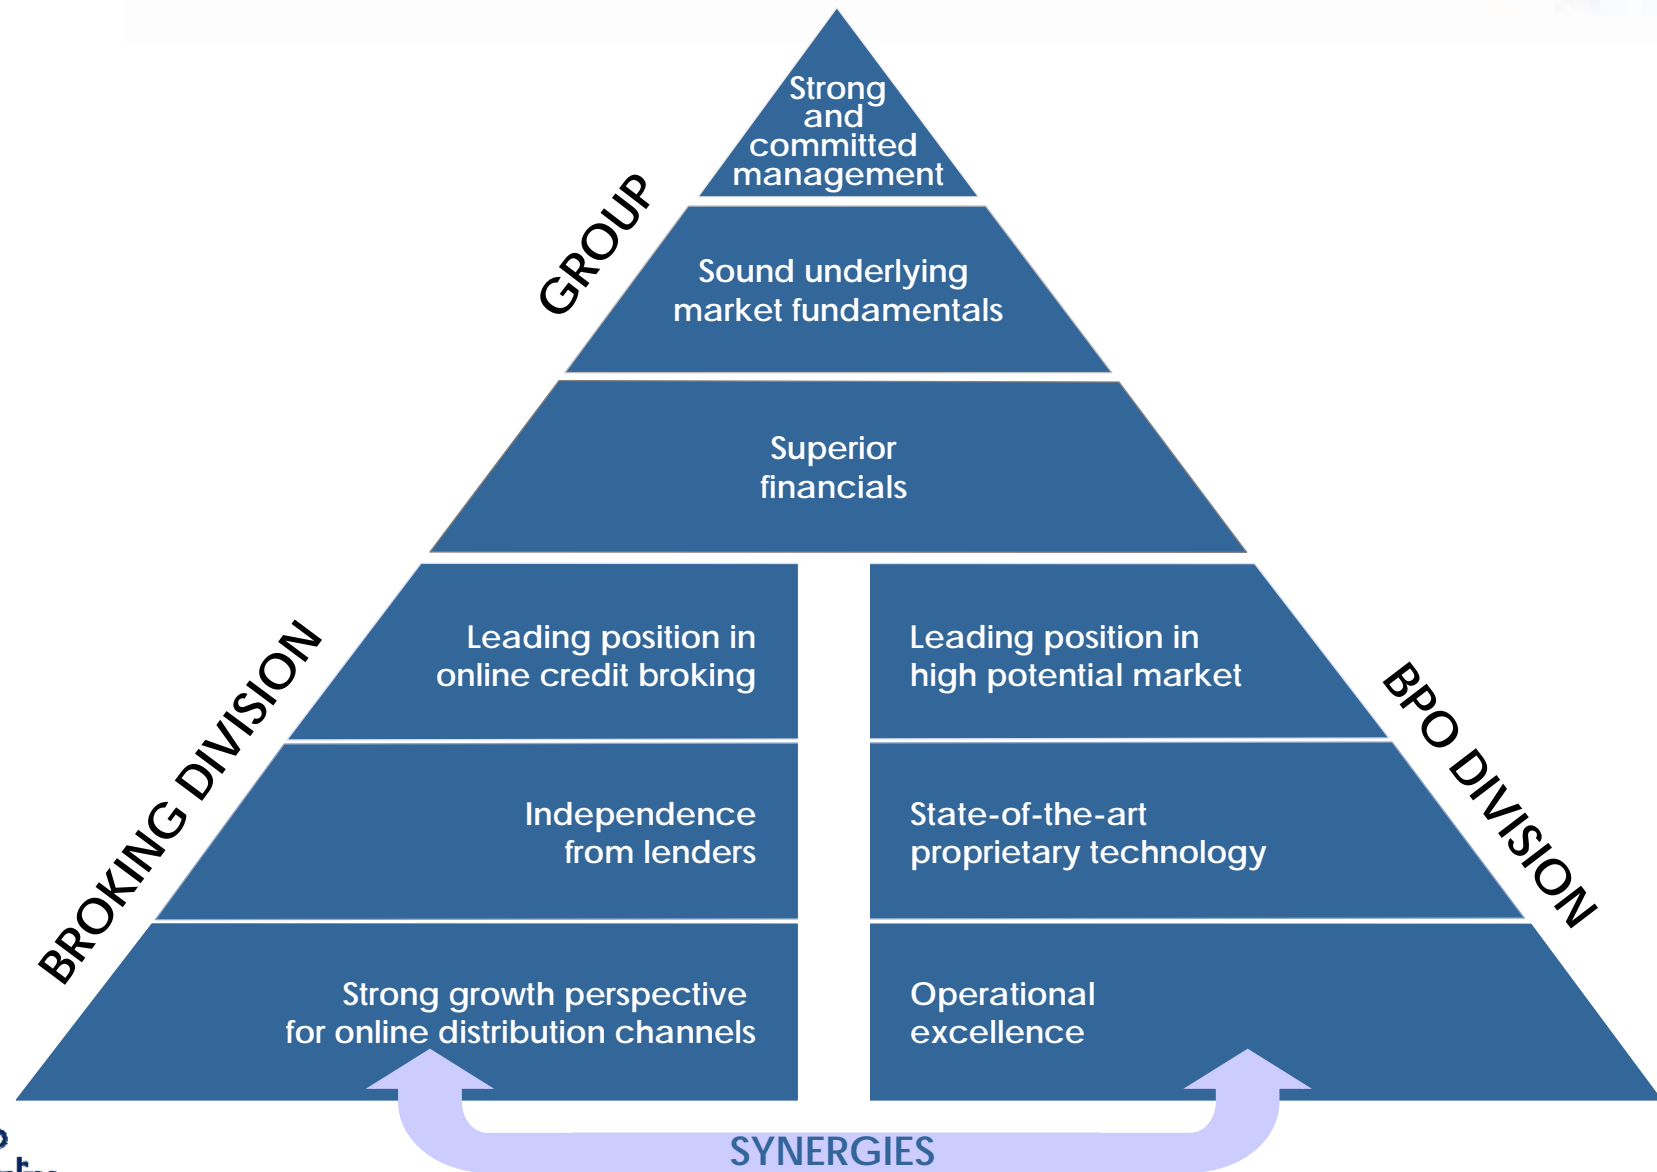 Strong
and
committed
management
GROUP
Sound underlying
market fundamentals
Superior
financials
BROKING DIVISION
Leading position in
online credit broking
Independence
from lenders
Strong growth perspective
for online distribution channels
BPO DIVISION
Leading position in
high potential market
State-of-the-art
proprietary technology
Operational
excellence
SYNERGIES